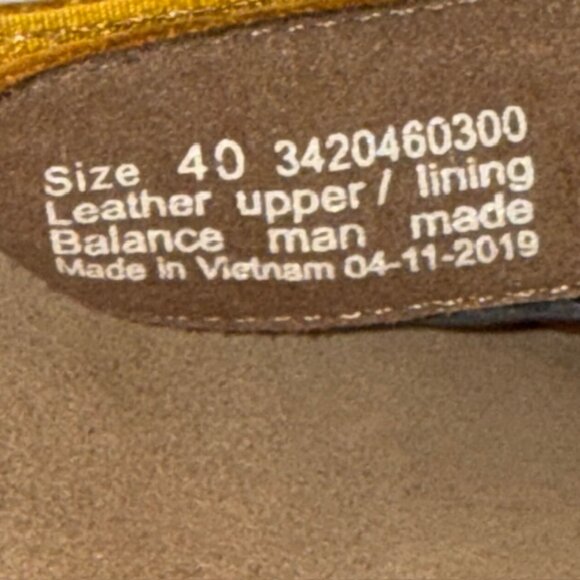 Size 40 3420460300
Leather upper/ lining
Balance man made
Made in Vietnam 04-11-2019